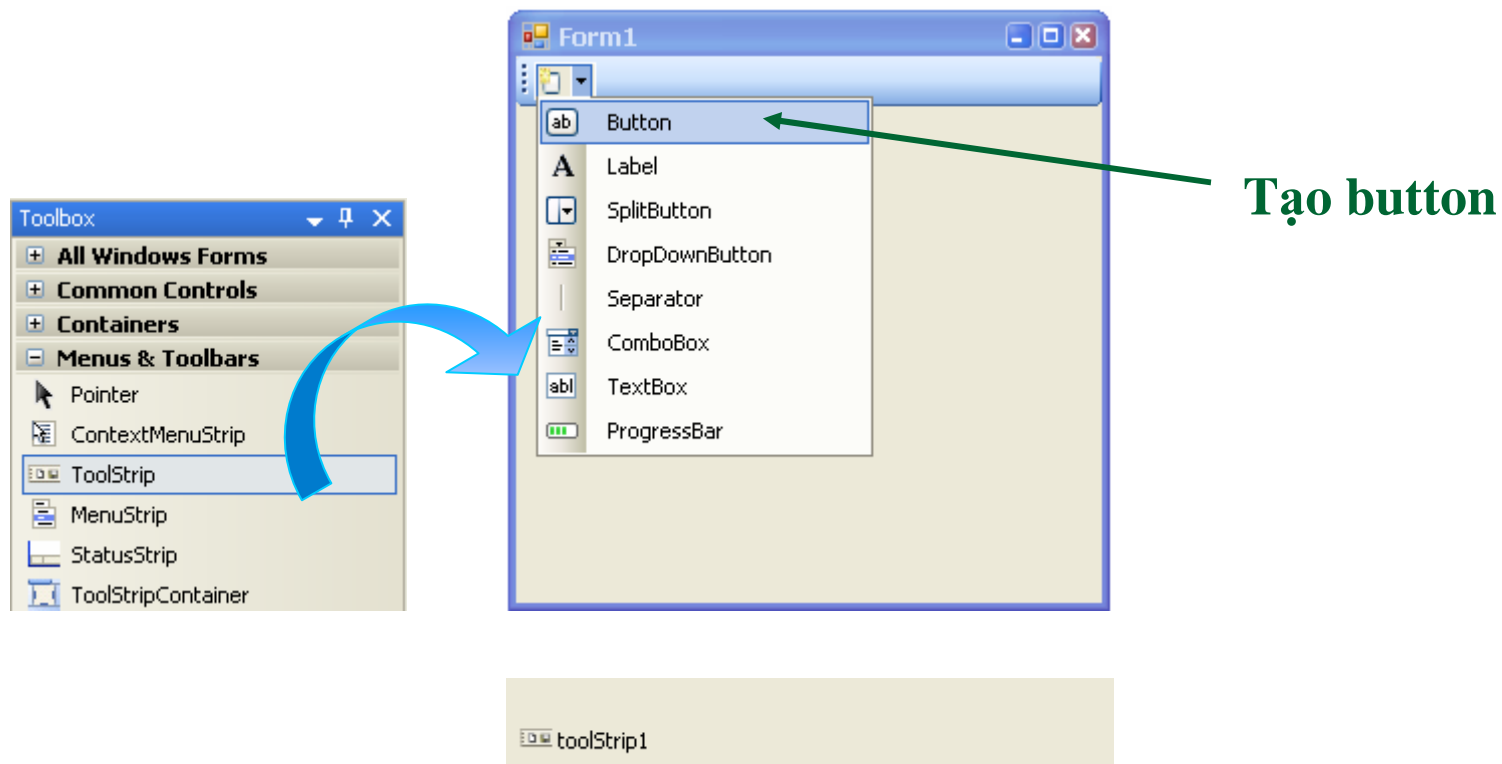 Form1
Button
Label
SplitButton
DropDownButton
Separator
ComboBox
TextBox
ProgressBar
Tạo button
Toolbox
All Windows Forms
Common Controls
Containers
Menus & Toolbars
Pointer
ContextMenuStrip
ToolStrip
MenuStrip
StatusStrip
ToolStripContainer
toolStrip1